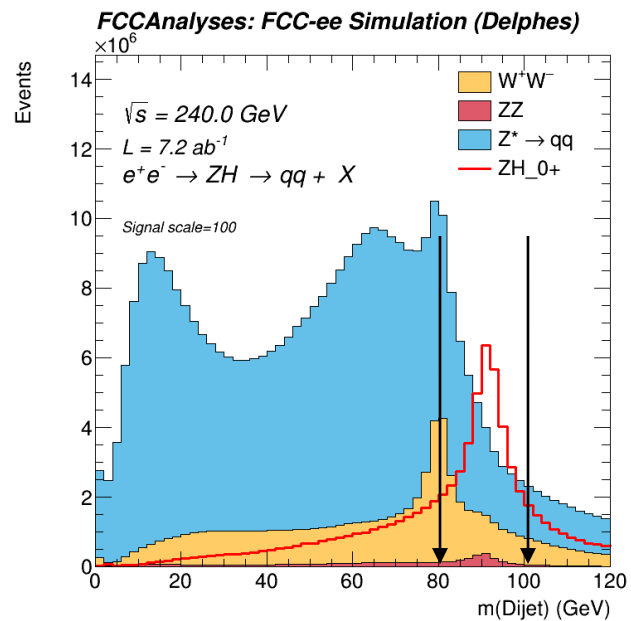 FCCAnalyses: FCC-ee Simulation (Delphes)
×10⁶
Events
14
12
10
8
6
4
2
0
√s = 240.0 GeV
L = 7.2 ab⁻¹
e⁺e⁻ → ZH → qq + X
Signal scale=100
W⁺W⁻
ZZ
Z* → qq
ZH_0+
0 20 40 60 80 100 120
m(Dijet) (GeV)